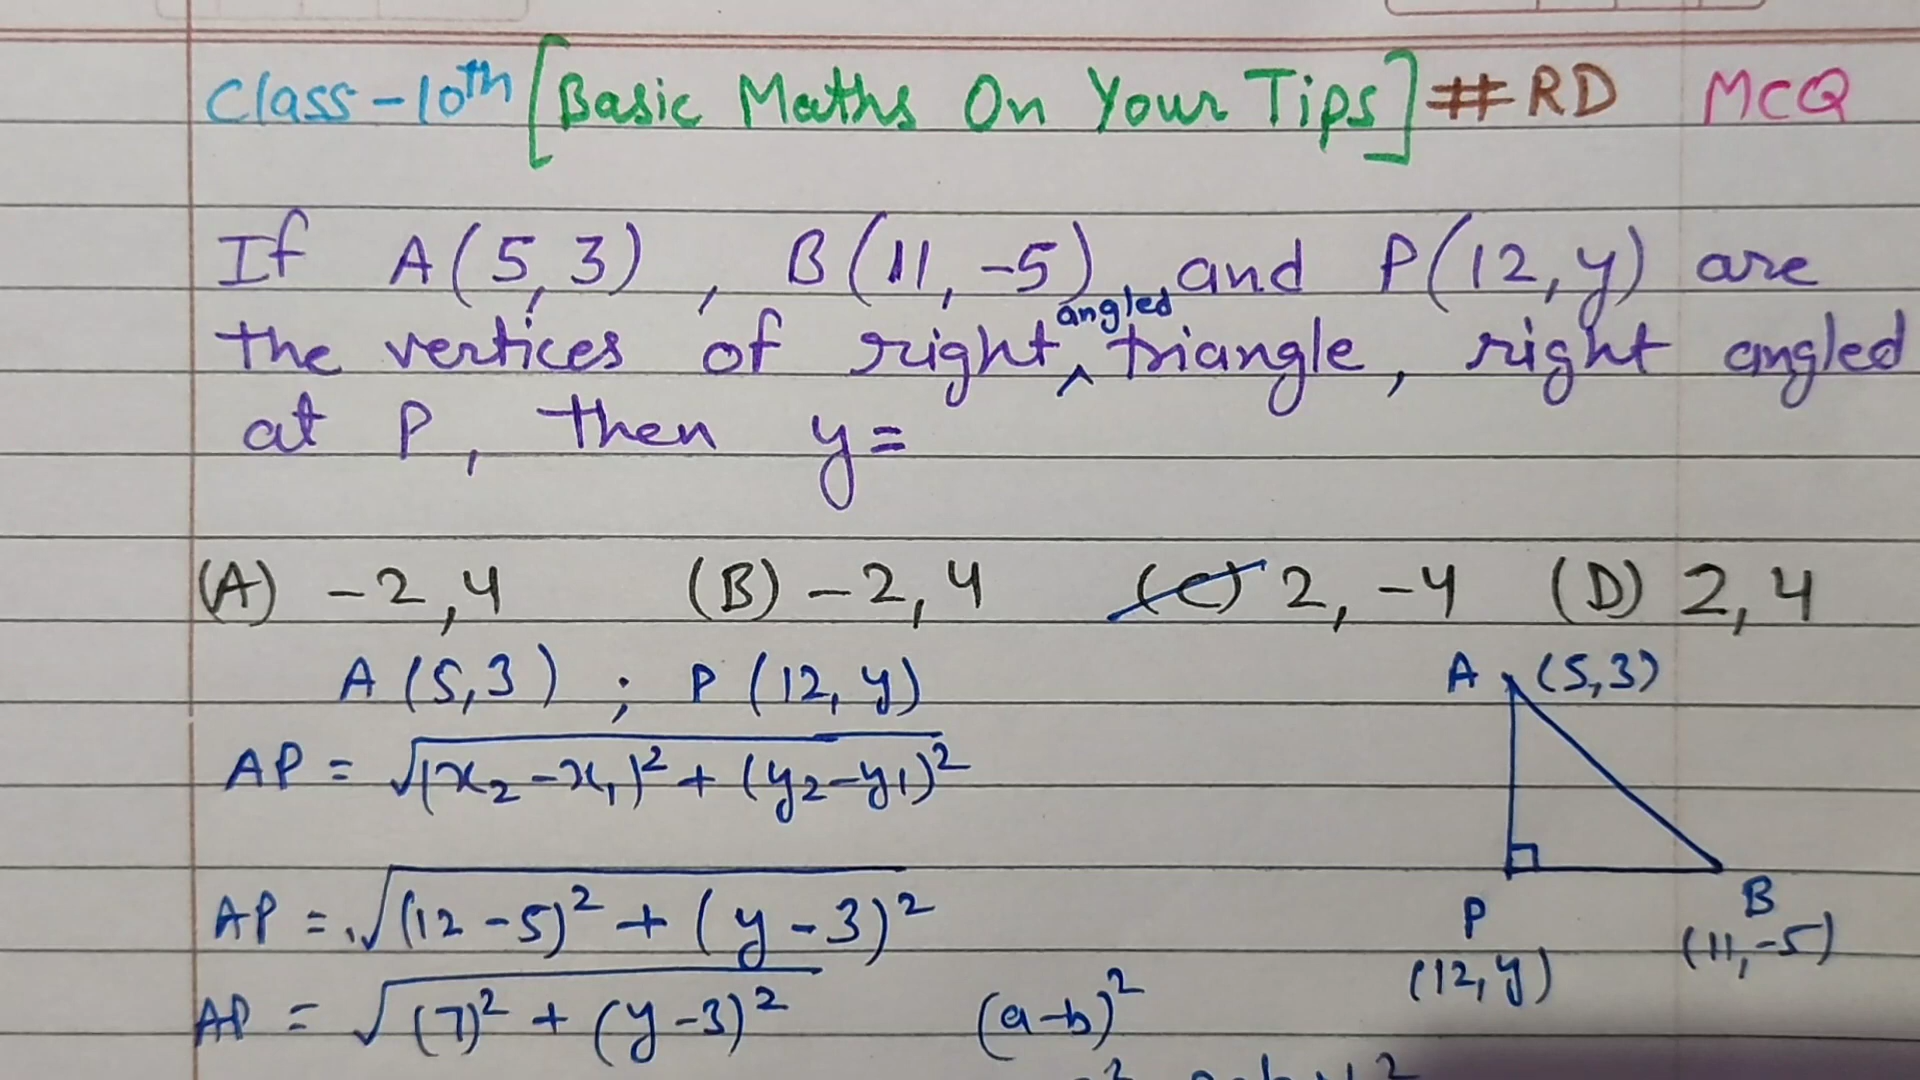 Class-10th [Basic Maths On Your Tips] # RD MCQ
If A(5,3), B(11,-5) and P(12,y) are
the vertices of right angled triangle, right angled
at P, then y=
(A) -2,4 (B) -2,4 (C) 2,-4 (D) 2,4
A(5,3) ; P(12,y)
A (5,3)
AP = √(x₂-x₁)²+(y₂-y₁)²
AP = √(12-5)²+(y-3)²
P
(12,y)
B
(11,-5)
AP = √(7)²+(y-3)²
(a-b)²